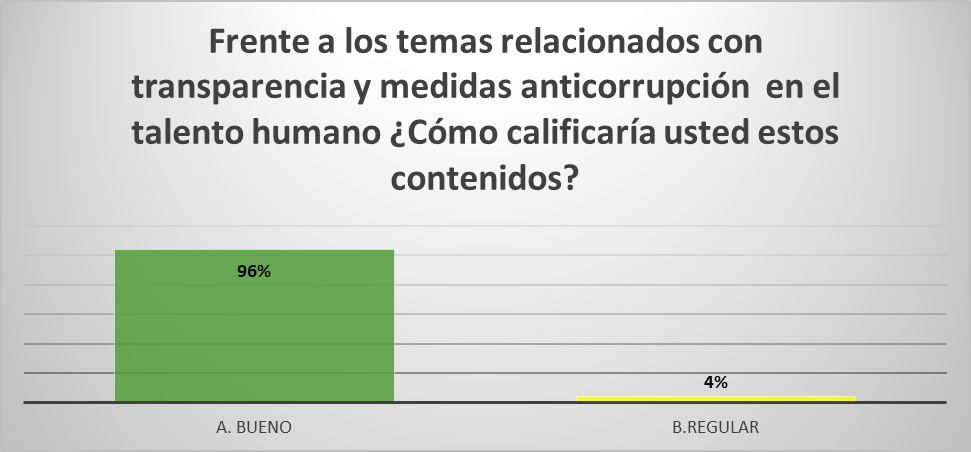 Frente a los temas relacionados con
transparencia y medidas anticorrupción  en el
talento humano ¿Cómo calificaría usted estos
contenidos?
96%
4%
A. BUENO
B.REGULAR